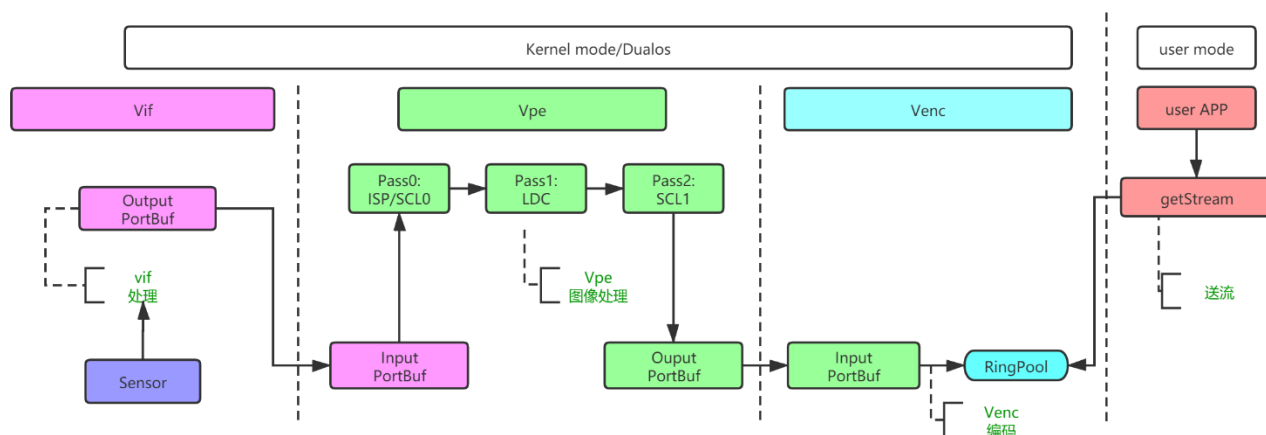 Kernel mode/Dualos
user mode
Vif
Vpe
Venc
user APP
Output
PortBuf
Pass0:
ISP/SCL0
Pass1:
LDC
Pass2:
SCL1
getStream
vif
处理
Vpe
图像处理
送流
Sensor
Input
PortBuf
Ouput
PortBuf
Input
PortBuf
RingPool
Venc
编码